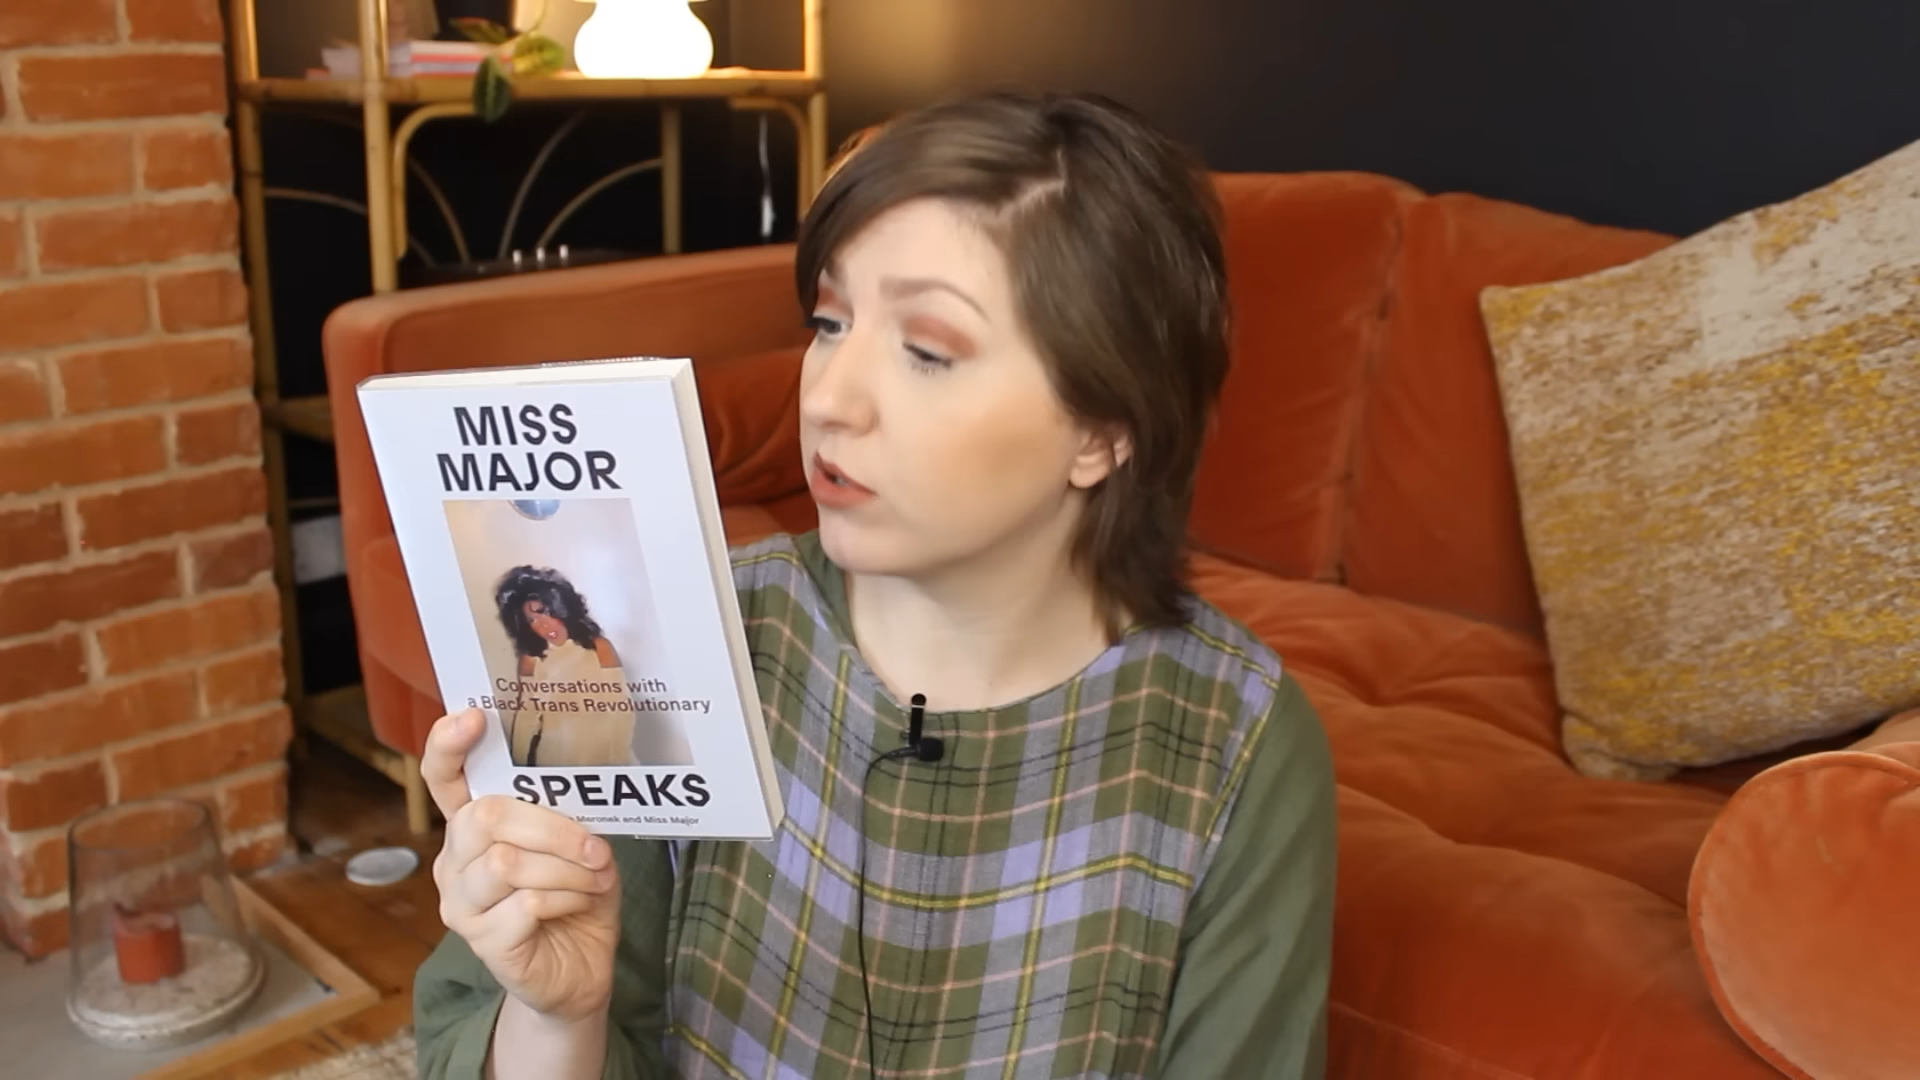 MISS
MAJOR
Conversations with
a Black Trans Revolutionary
SPEAKS
Meronek and Miss Major